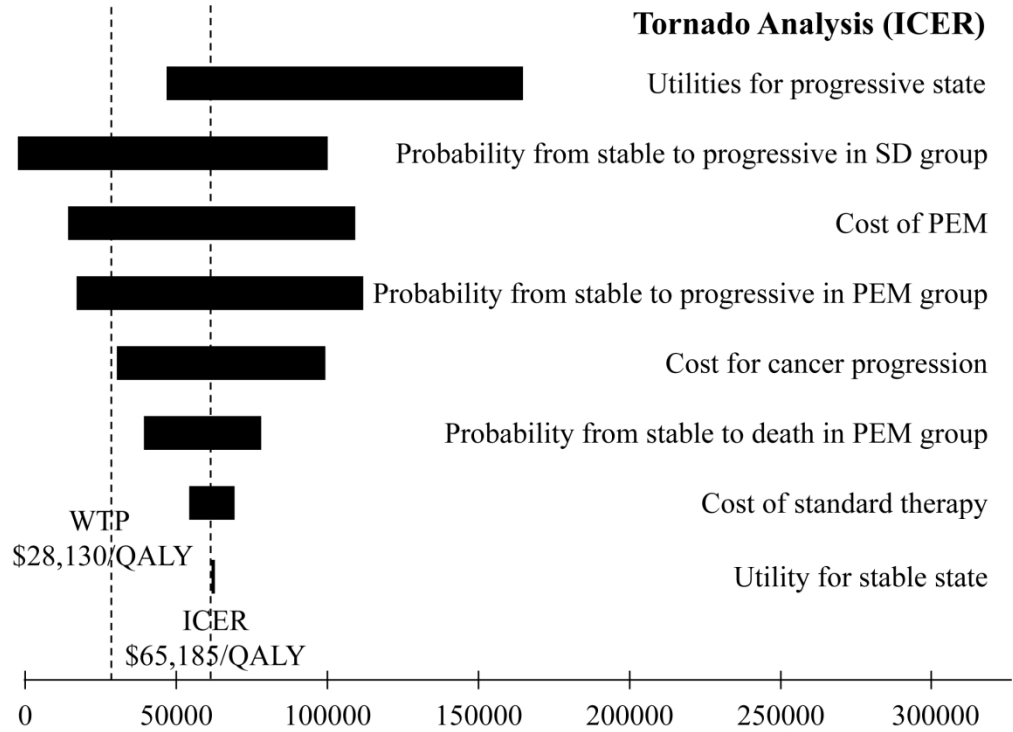 Tornado Analysis (ICER)
Utilities for progressive state
Probability from stable to progressive in SD group
Cost of PEM
Probability from stable to progressive in PEM group
Cost for cancer progression
Probability from stable to death in PEM group
Cost of standard therapy
WTP
$28,130/QALY
Utility for stable state
ICER
$65,185/QALY
0 50000 100000 150000 200000 250000 300000